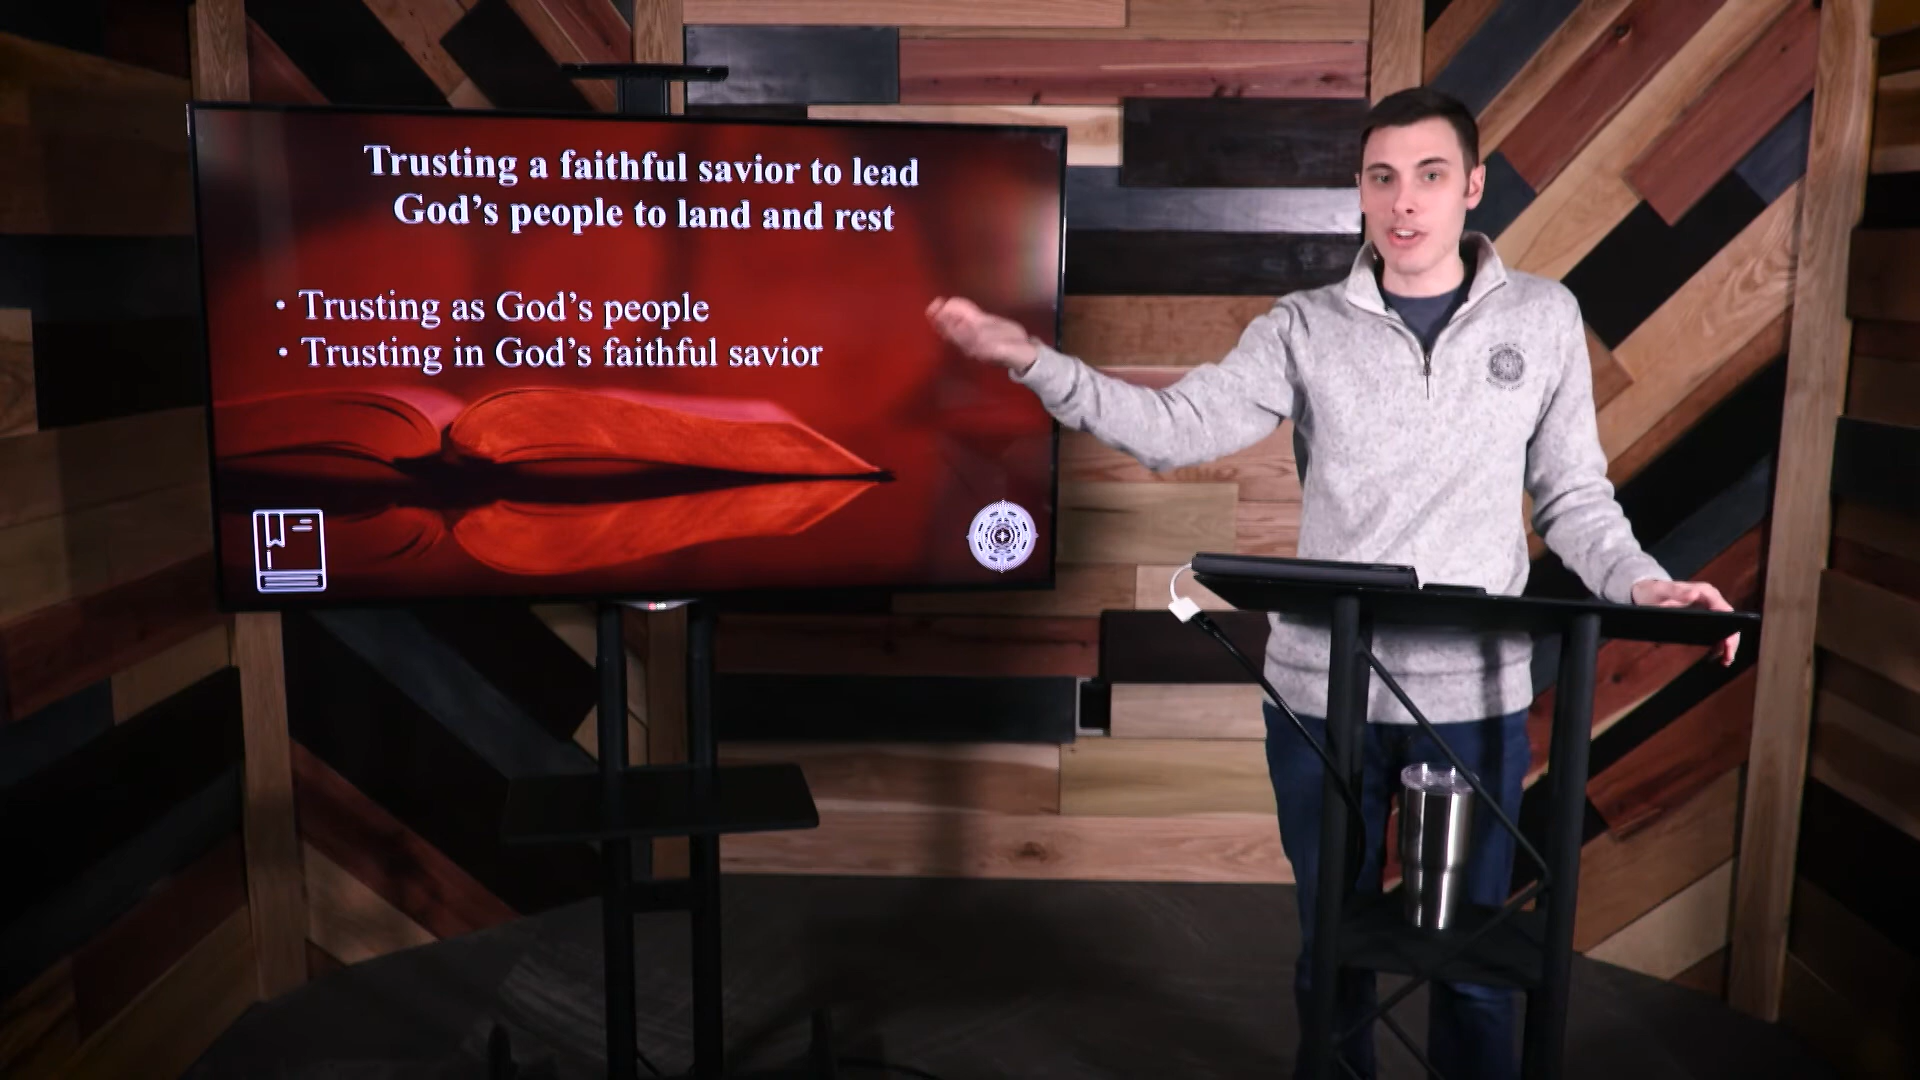 Trusting a faithful savior to lead
God's people to land and rest
• Trusting as God's people
• Trusting in God's faithful savior